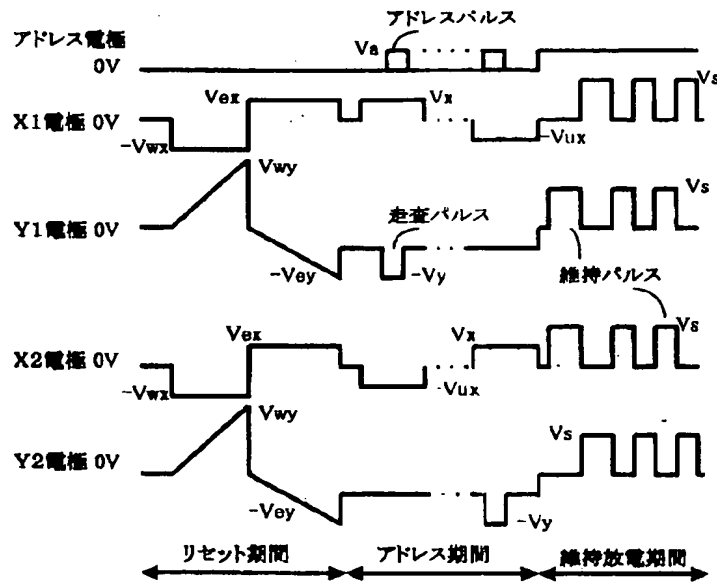 アドレスパルス
アドレス電極
0V
Va
Vs
Vex
Vx
X1電極 0V
-Vwx
-Vux
Vwy
Vs
Y1電極 0V
走査パルス
-Vey
-Vy
維持パルス
Vex
Vx
Vs
X2電極 0V
-Vwx
-Vux
Vwy
Vs
Y2電極 0V
-Vey
-Vy
リセット期間
アドレス期間
維持放電期間